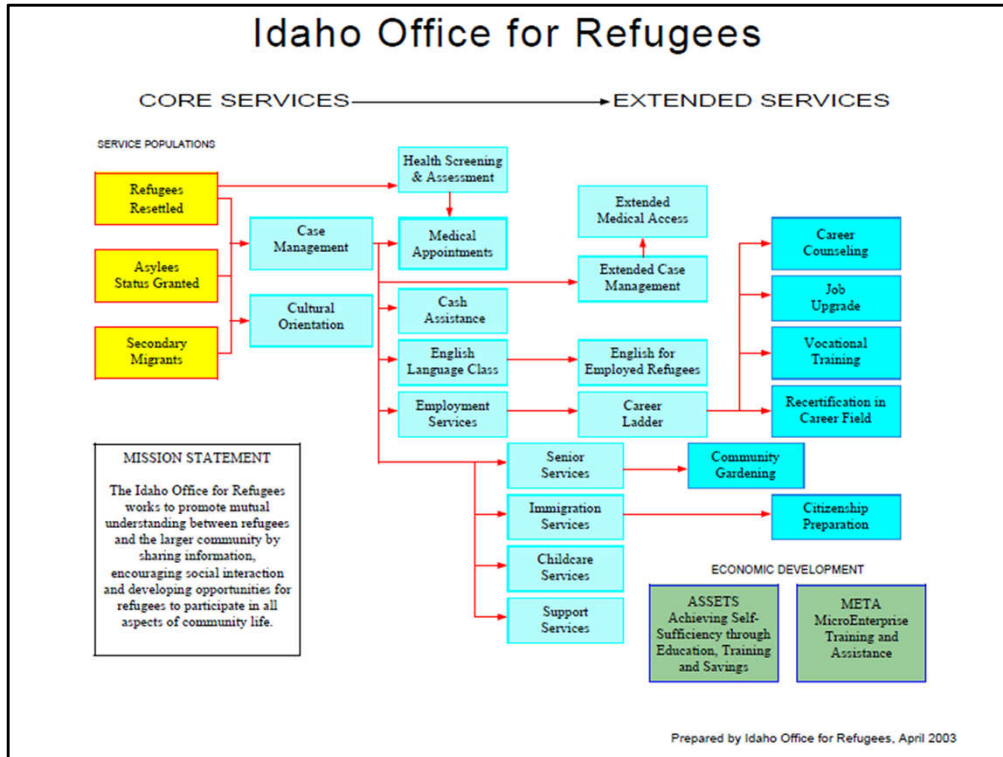 Idaho Office for Refugees
CORE SERVICES
EXTENDED SERVICES
SERVICE POPULATIONS
Refugees
Resettled
Asylees
Status Granted
Secondary
Migrants
Case
Management
Cultural
Orientation
Health Screening
& Assessment
Medical
Appointments
Cash
Assistance
English
Language Class
Employment
Services
Extended
Medical Access
Extended Case
Management
English for
Employed Refugees
Career
Ladder
Career
Counseling
Job
Upgrade
Vocational
Training
Recertification in
Career Field
Senior
Services
Community
Gardening
Immigration
Services
Citizenship
Preparation
Childcare
Services
Support
Services
MISSION STATEMENT
The Idaho Office for Refugees
works to promote mutual
understanding between refugees
and the larger community by
sharing information,
encouraging social interaction
and developing opportunities for
refugees to participate in all
aspects of community life.
ECONOMIC DEVELOPMENT
ASSETS
Achieving Self-
Sufficiency through
Education, Training
and Savings
META
MicroEnterprise
Training and
Assistance
Prepared by Idaho Office for Refugees, April 2003